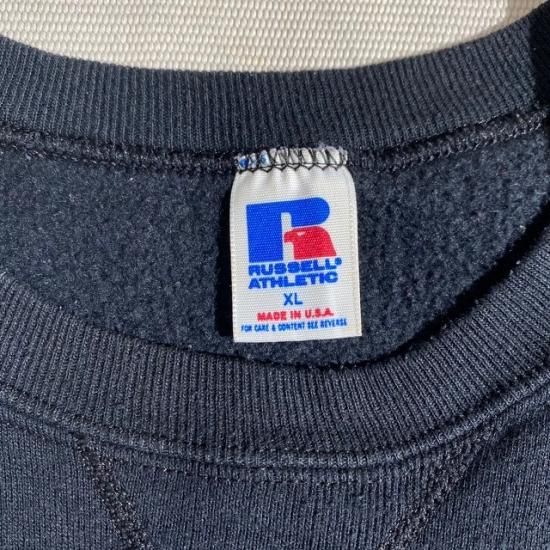 R
RUSSELL®
ATHLETIC
XL
MADE IN U.S.A.
FOR CARE & CONTENT SEE REVERSE